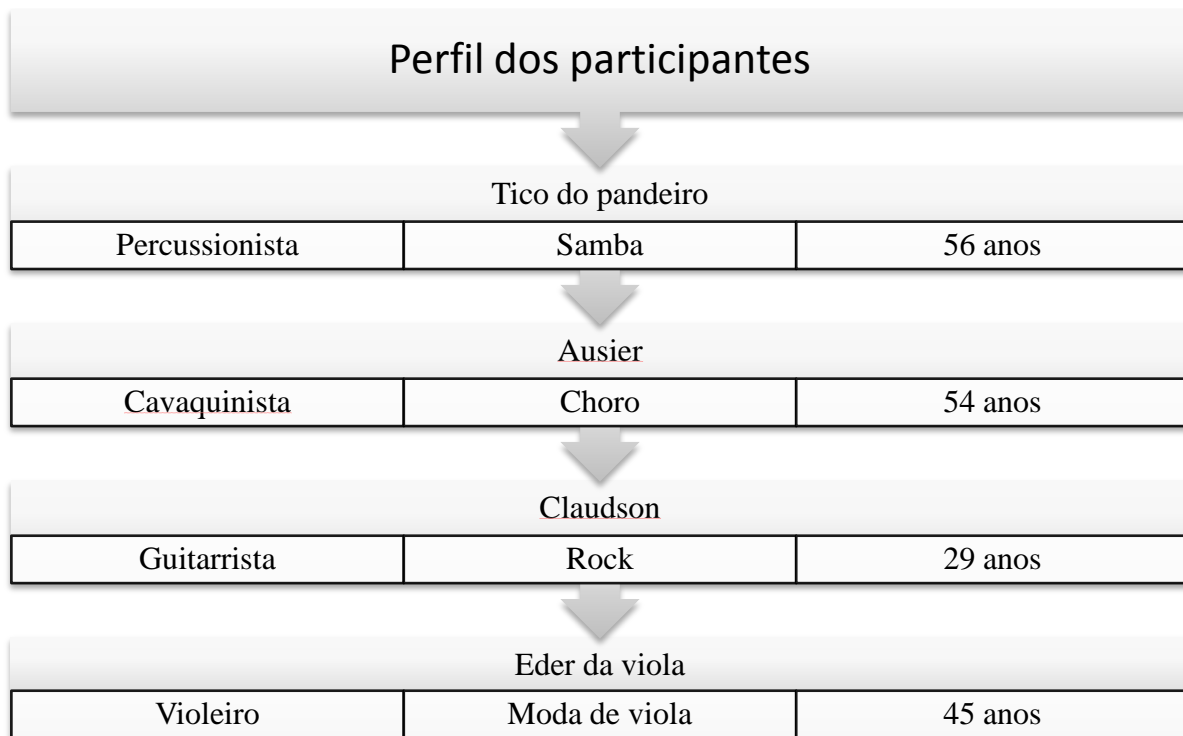 Perfil dos participantes
Tico do pandeiro
Percussionista Samba 56 anos
Ausier
Cavaquinista Choro 54 anos
Claudson
Guitarrista Rock 29 anos
Eder da viola
Violeiro Moda de viola 45 anos